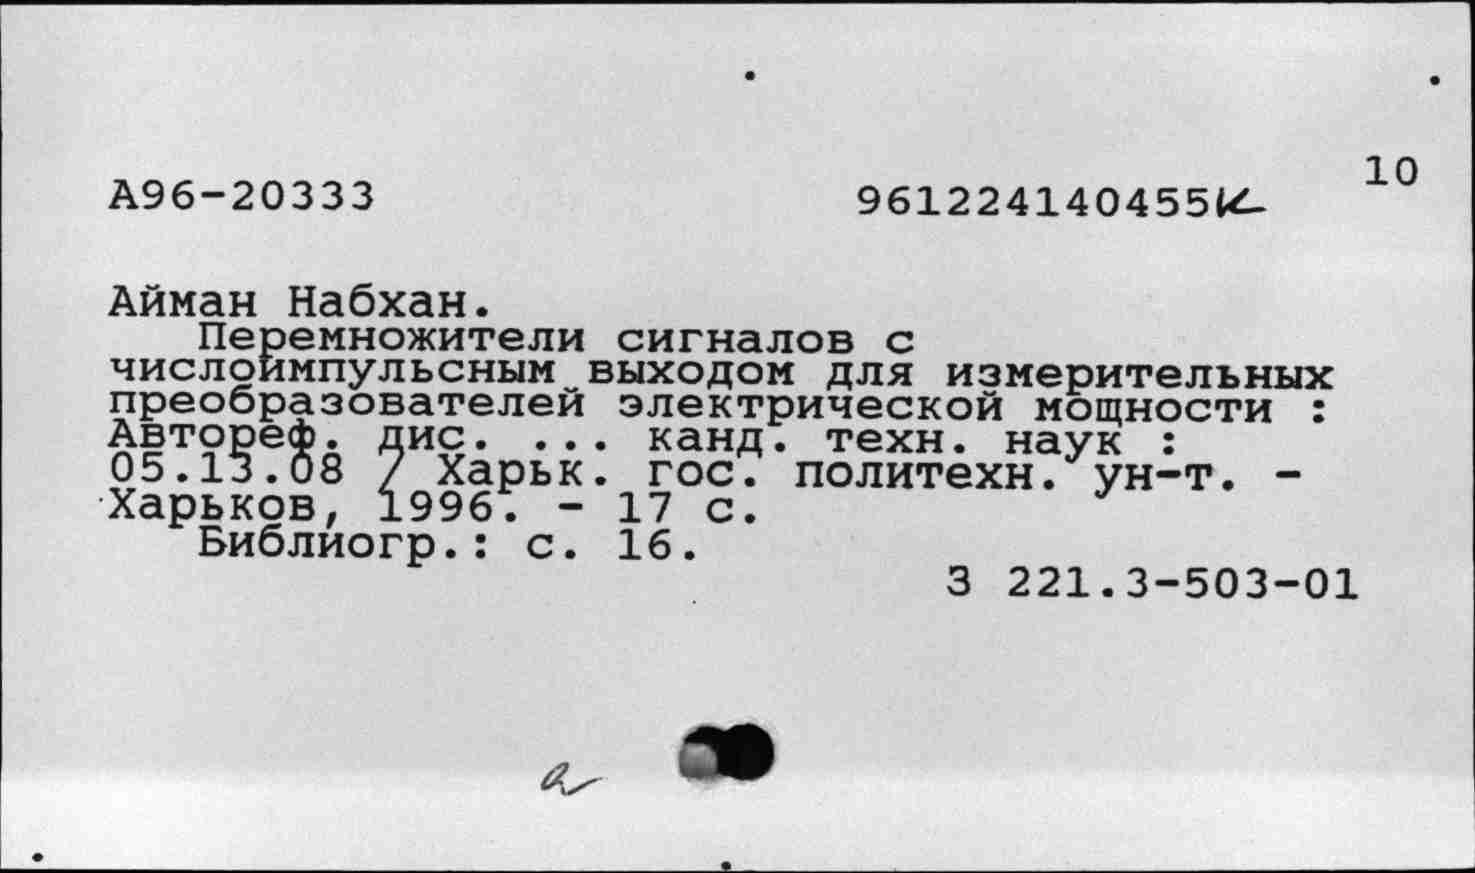 10
А96-20333 961224140455К
Айман Набхан.
Перемножители сигналов с
числоимпульсным выходом для измерительных
преобразователей электрической мощности :
Автореф. дис. ... канд. техн. наук :
05.13.08 / Харьк. гос. политехн. ун-т. -
Харьков, 1996. - 17 с.
Библиогр.: с. 16.
З 221.3-503-01